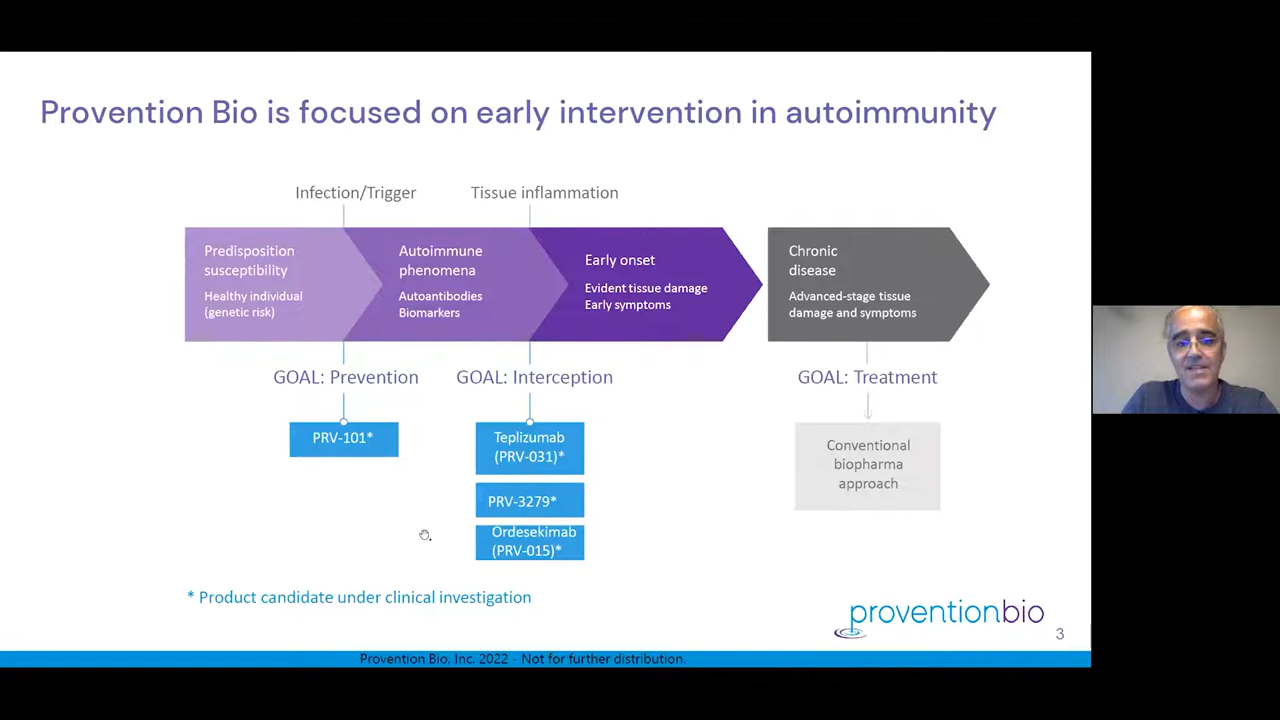 Provention Bio is focused on early intervention in autoimmunity
Infection/Trigger
Tissue inflammation
Predisposition
susceptibility
Healthy individual
(genetic risk)
Autoimmune
phenomena
Autoantibodies
Biomarkers
Early onset
Evident tissue damage
Early symptoms
Chronic
disease
Advanced-stage tissue
damage and symptoms
GOAL: Prevention
GOAL: Interception
GOAL: Treatment
PRV-101*
Teplizumab
(PRV-031)*
PRV-3279*
Ordesekimab
(PRV-015)*
Conventional
biopharma
approach
* Product candidate under clinical investigation
proventionbio
3
Provention Bio, Inc. 2022 - Not for further distribution.